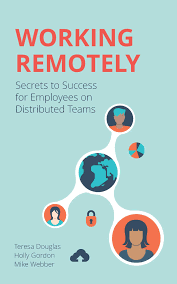 WORKING
REMOTELY
Secrets to Success
for Employees on
Distributed Teams
Teresa Douglas
Holly Gordon
Mike Webber